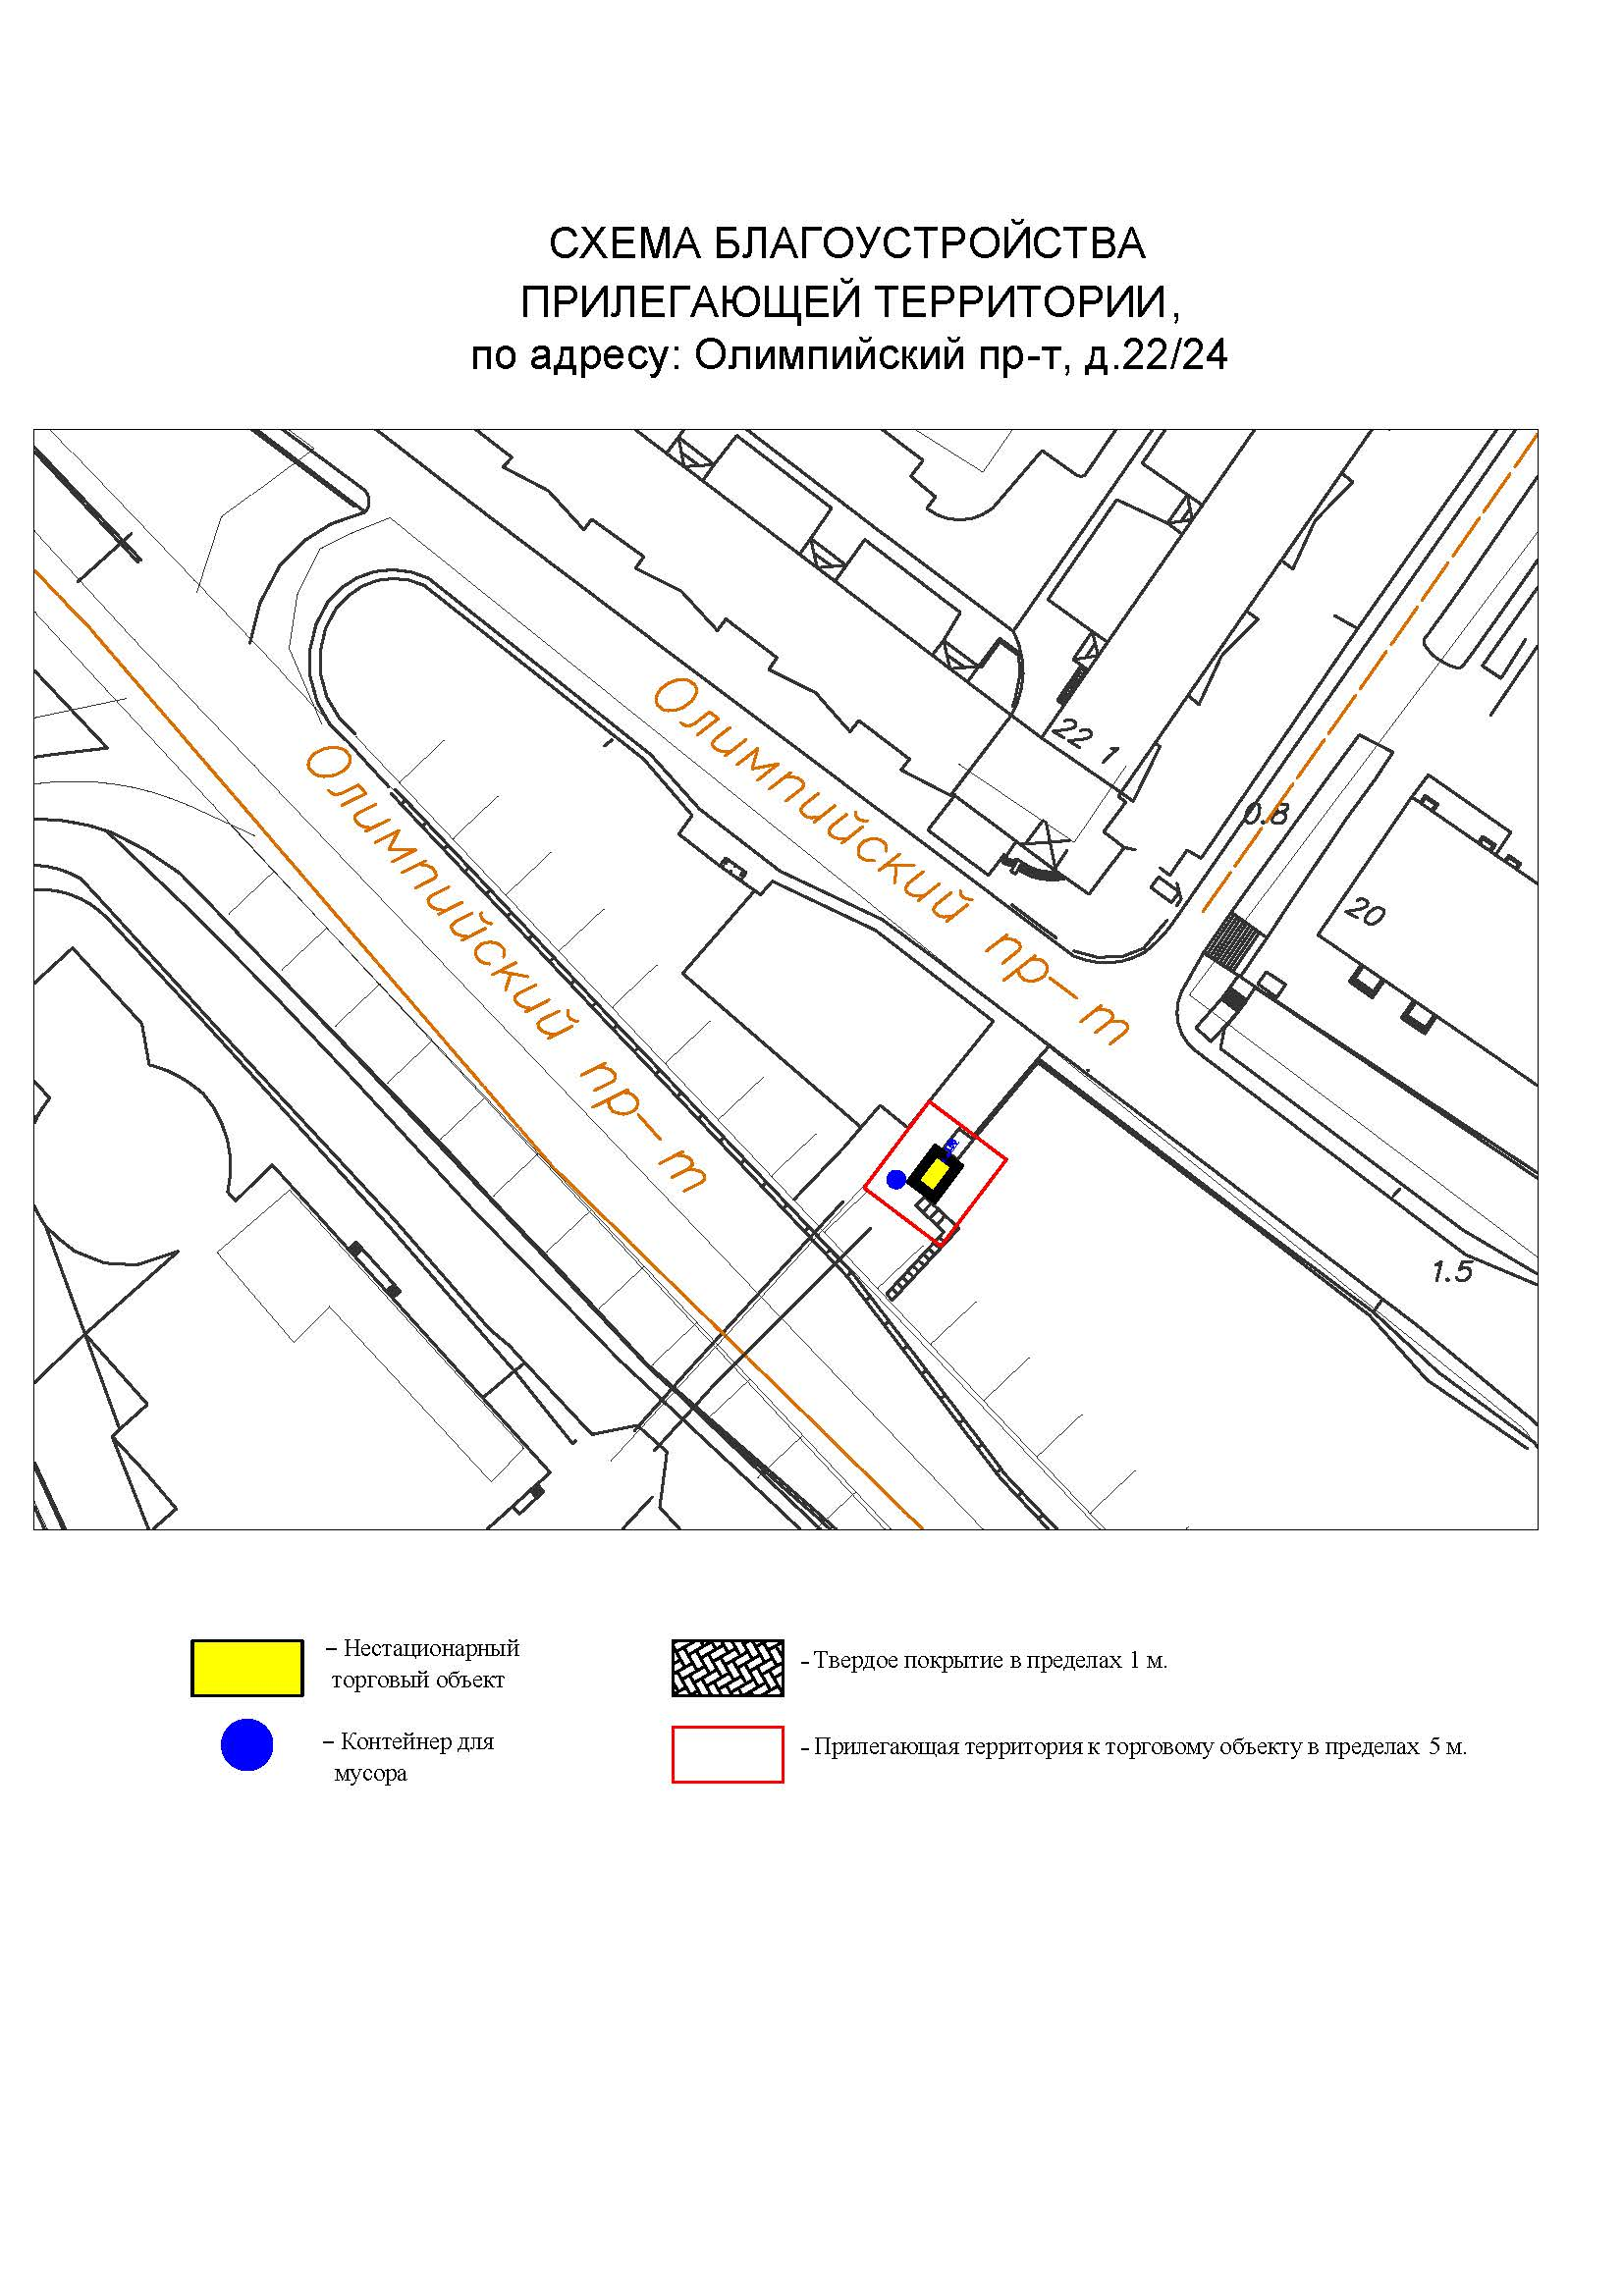 СХЕМА БЛАГОУСТРОЙСТВА
ПРИЛЕГАЮЩЕЙ ТЕРРИТОРИИ,
по адресу: Олимпийский пр-т, д.22/24
Олимпийский пр-т
Олимпийский пр-т
22 1
0.8
20
1.5
– Нестационарный
торговый объект
– Твердое покрытие в пределах 1 м.
– Контейнер для
мусора
– Прилегающая территория к торговому объекту в пределах 5 м.